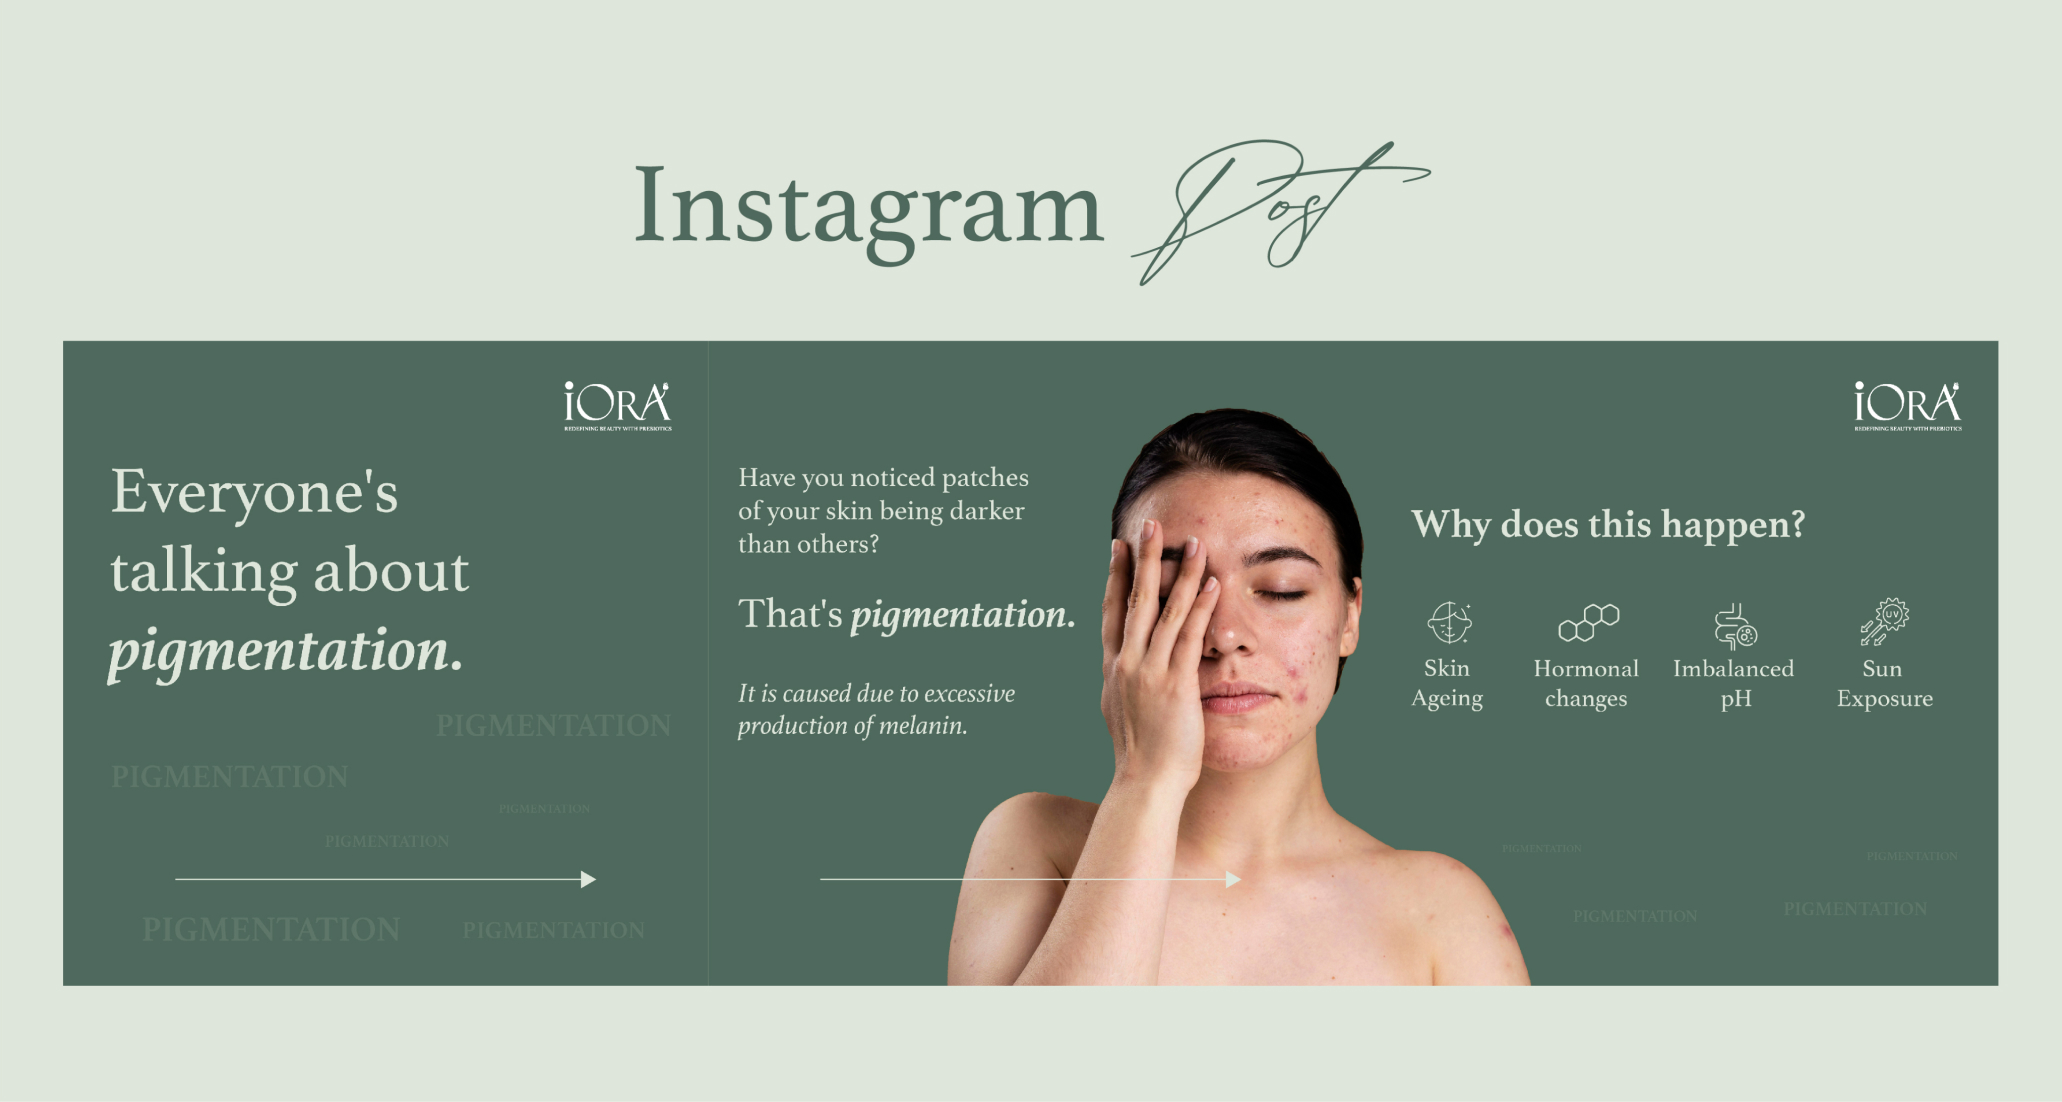 Instagram Post
iORA
REDEFINING BEAUTY WITH PREBIOTICS
Everyone's
talking about
pigmentation.
PIGMENTATION
PIGMENTATION
PIGMENTATION
PIGMENTATION
PIGMENTATION
PIGMENTATION
Have you noticed patches
of your skin being darker
than others?
That's pigmentation.
It is caused due to excessive
production of melanin.
iORA
REDEFINING BEAUTY WITH PREBIOTICS
Why does this happen?
UV
Skin
Ageing
Hormonal
changes
Imbalanced
pH
Sun
Exposure
PIGMENTATION
PIGMENTATION
PIGMENTATION
PIGMENTATION